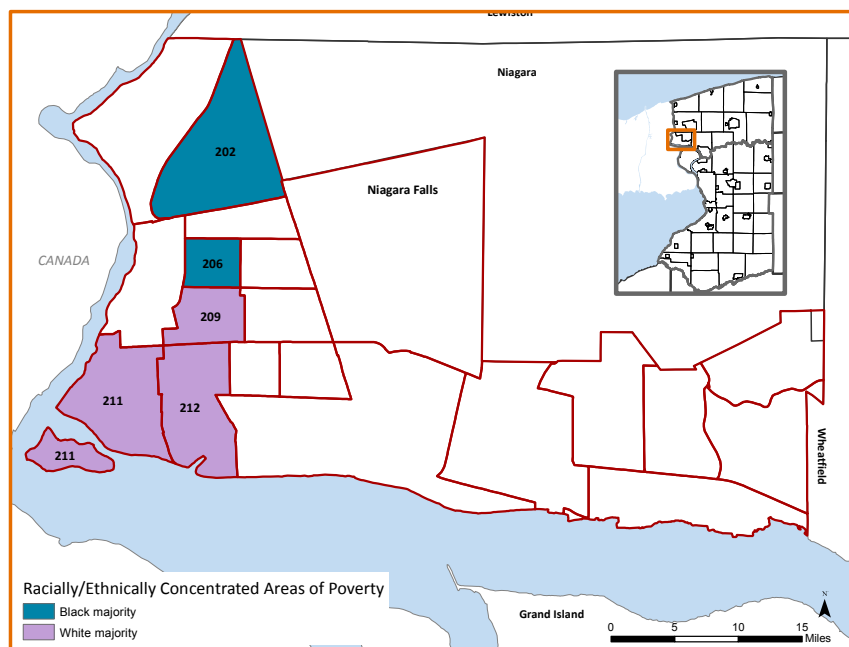 Lewiston
Niagara
202
Niagara Falls
CANADA
206
209
211
212
211
Wheatfield
Racially/Ethnically Concentrated Areas of Poverty
Black majority
White majority
Grand Island
N
0 5 10 15
Miles